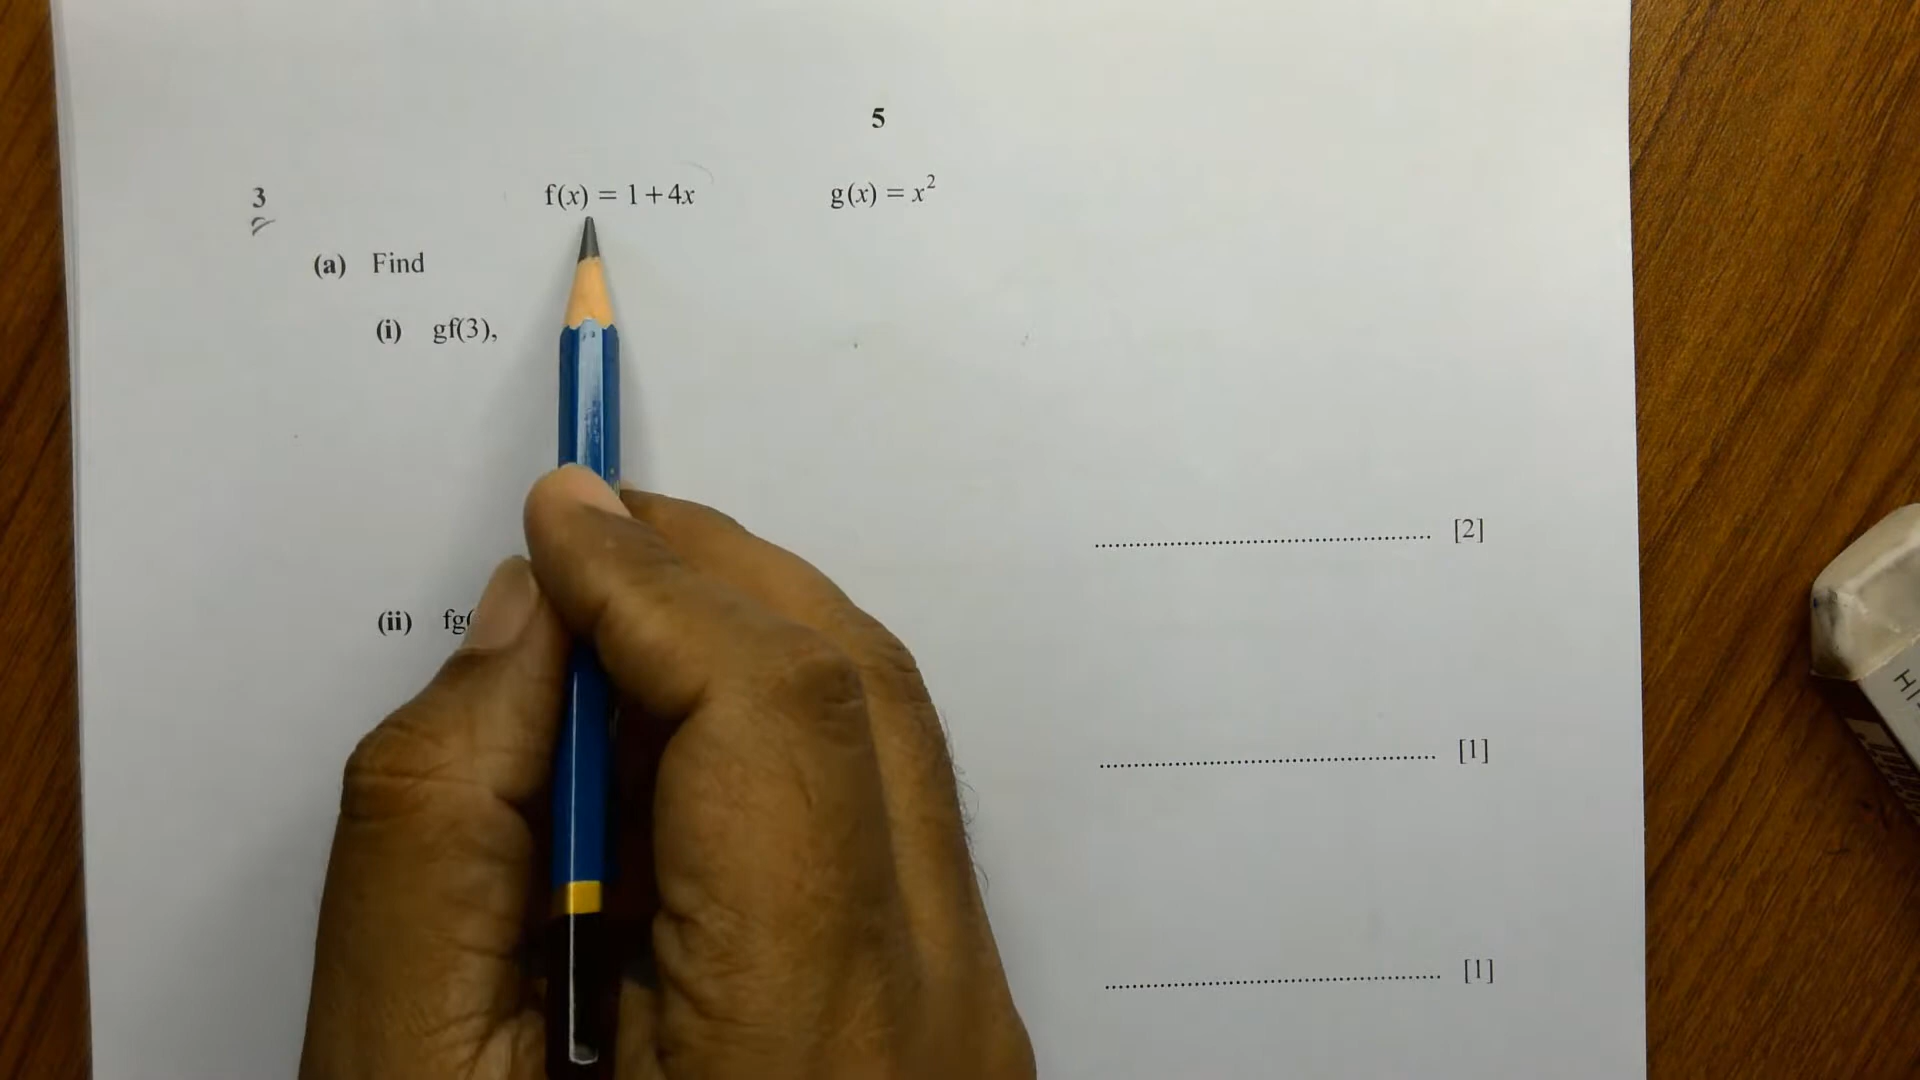 5
3 f(x) = 1+4x g(x) = x²
(a) Find
(i) gf(3),
.................................................. [2]
(ii) fg(
.................................................. [1]
.................................................. [1]